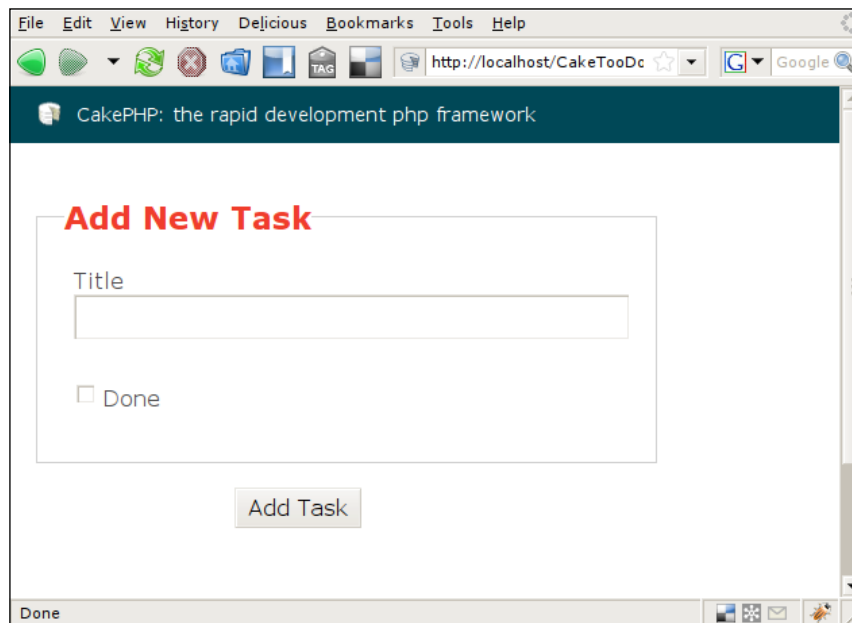 File Edit View History Delicious Bookmarks Tools Help
TAG http://localhost/CakeTooDo G Google
CakePHP: the rapid development php framework
Add New Task
Title
Done
Add Task
Done